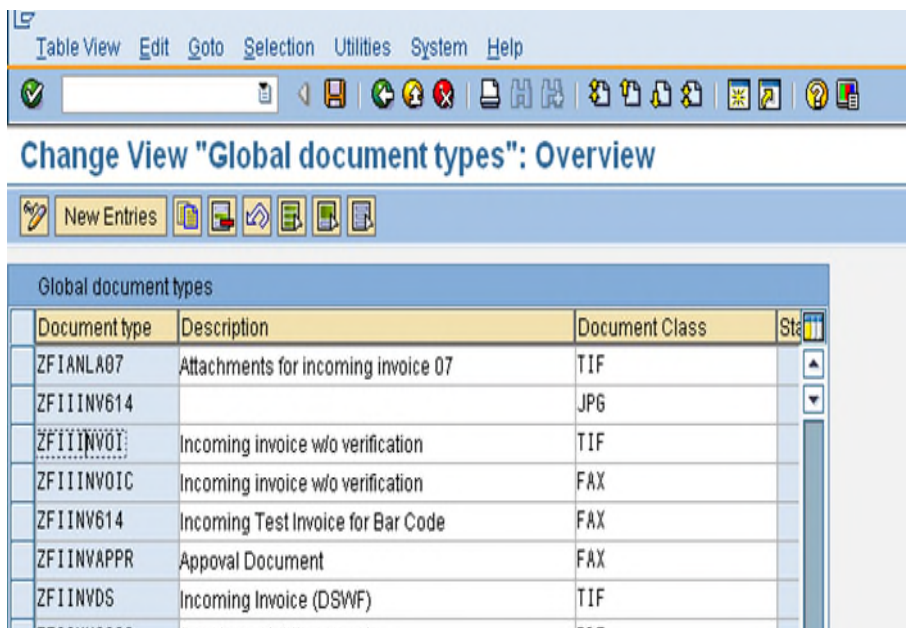 Table View Edit Goto Selection Utilities System Help
Change View "Global document types": Overview
New Entries
Global document types
Document type Description Document Class Sta
ZFIANLA07 Attachments for incoming invoice 07 TIF
ZFIIINV614 JPG
ZFIIINVOI Incoming invoice w/o verification TIF
ZFIIINVOIC Incoming invoice w/o verification FAX
ZFIINV614 Incoming Test Invoice for Bar Code FAX
ZFIINVAPPR Appoval Document FAX
ZFIINVDS Incoming Invoice (DSWF) TIF